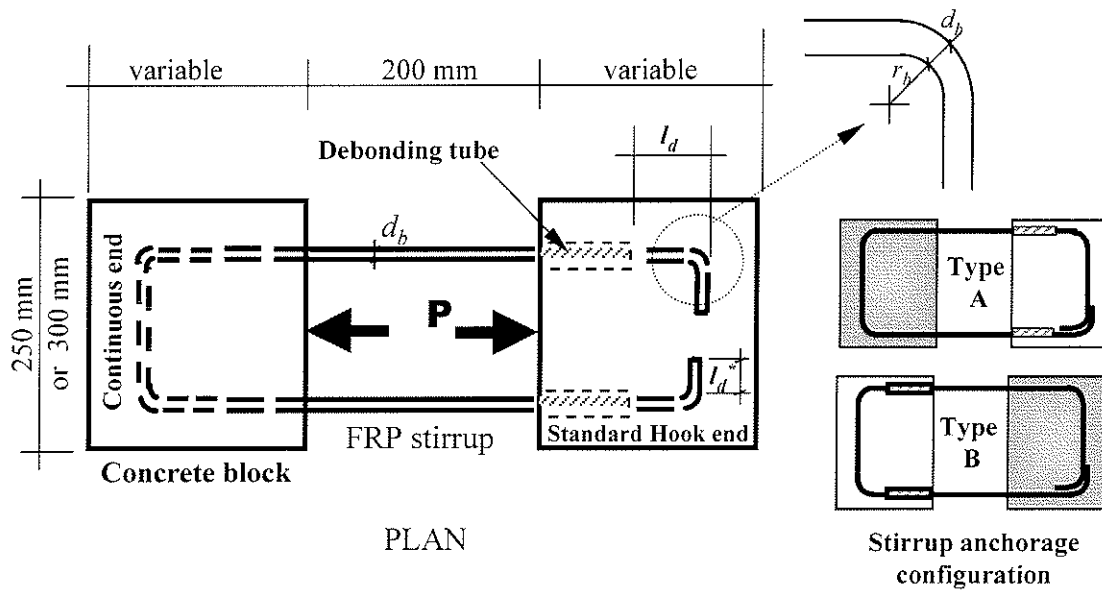 variable
200 mm
variable
d_b
r_b
l_d
Debonding tube
250 mm
or 300 mm
Continuous end
d_b
P
l_d*
FRP stirrup
Standard Hook end
Concrete block
PLAN
Type
A
Type
B
Stirrup anchorage
configuration